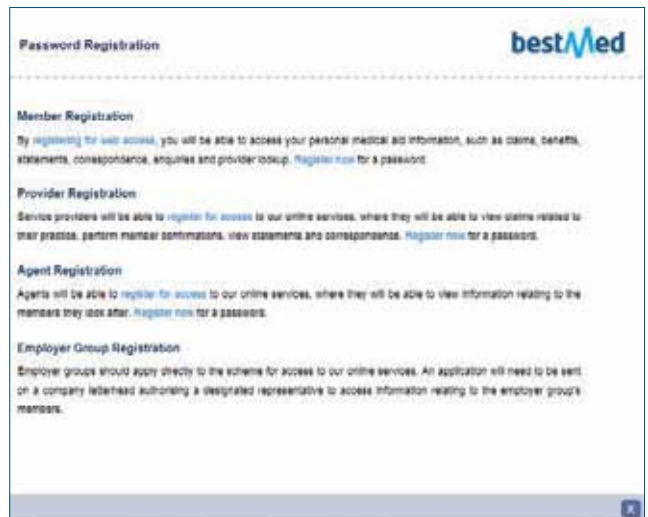 Password Registration
bestMed
Member Registration
By registering for web access, you will be able to access your personal medical aid information, such as claims, benefits,
statements, correspondence, enquiries and provider lookup. Register now for a password.
Provider Registration
Service providers will be able to register for access to our online services, where they will be able to view claims related to
their practice, perform member confirmations, view statements and correspondence. Register now for a password.
Agent Registration
Agents will be able to register for access to our online services, where they will be able to view information relating to the
members they look after. Register now for a password.
Employer Group Registration
Employer groups should apply directly to the scheme for access to our online services. An application will need to be sent
on a company letterhead authorising a designated representative to access information relating to the employer group's
members.
X